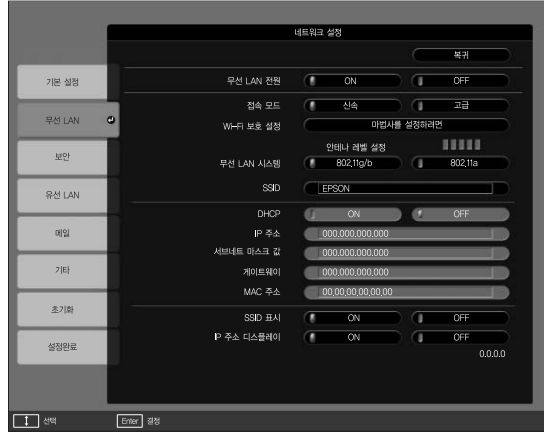 네트워크 설정
복귀
기본 설정
무선 LAN
보안
유선 LAN
메일
기타
초기화
설정완료
무선 LAN 전원 ON OFF
접속 모드 신속 고급
Wi-Fi 보호 설정 마법사를 설정하려면
안테나 레벨 설정
무선 LAN 시스템 802.11g/b 802.11a
SSID EPSON
DHCP ON OFF
IP 주소 000.000.000.000
서브네트 마스크 값 000.000.000.000
게이트웨이 000.000.000.000
MAC 주소 00.00.00.00.00.00
SSID 표시 ON OFF
IP 주소 디스플레이 ON OFF
0.0.0.0
선택 Enter 결정